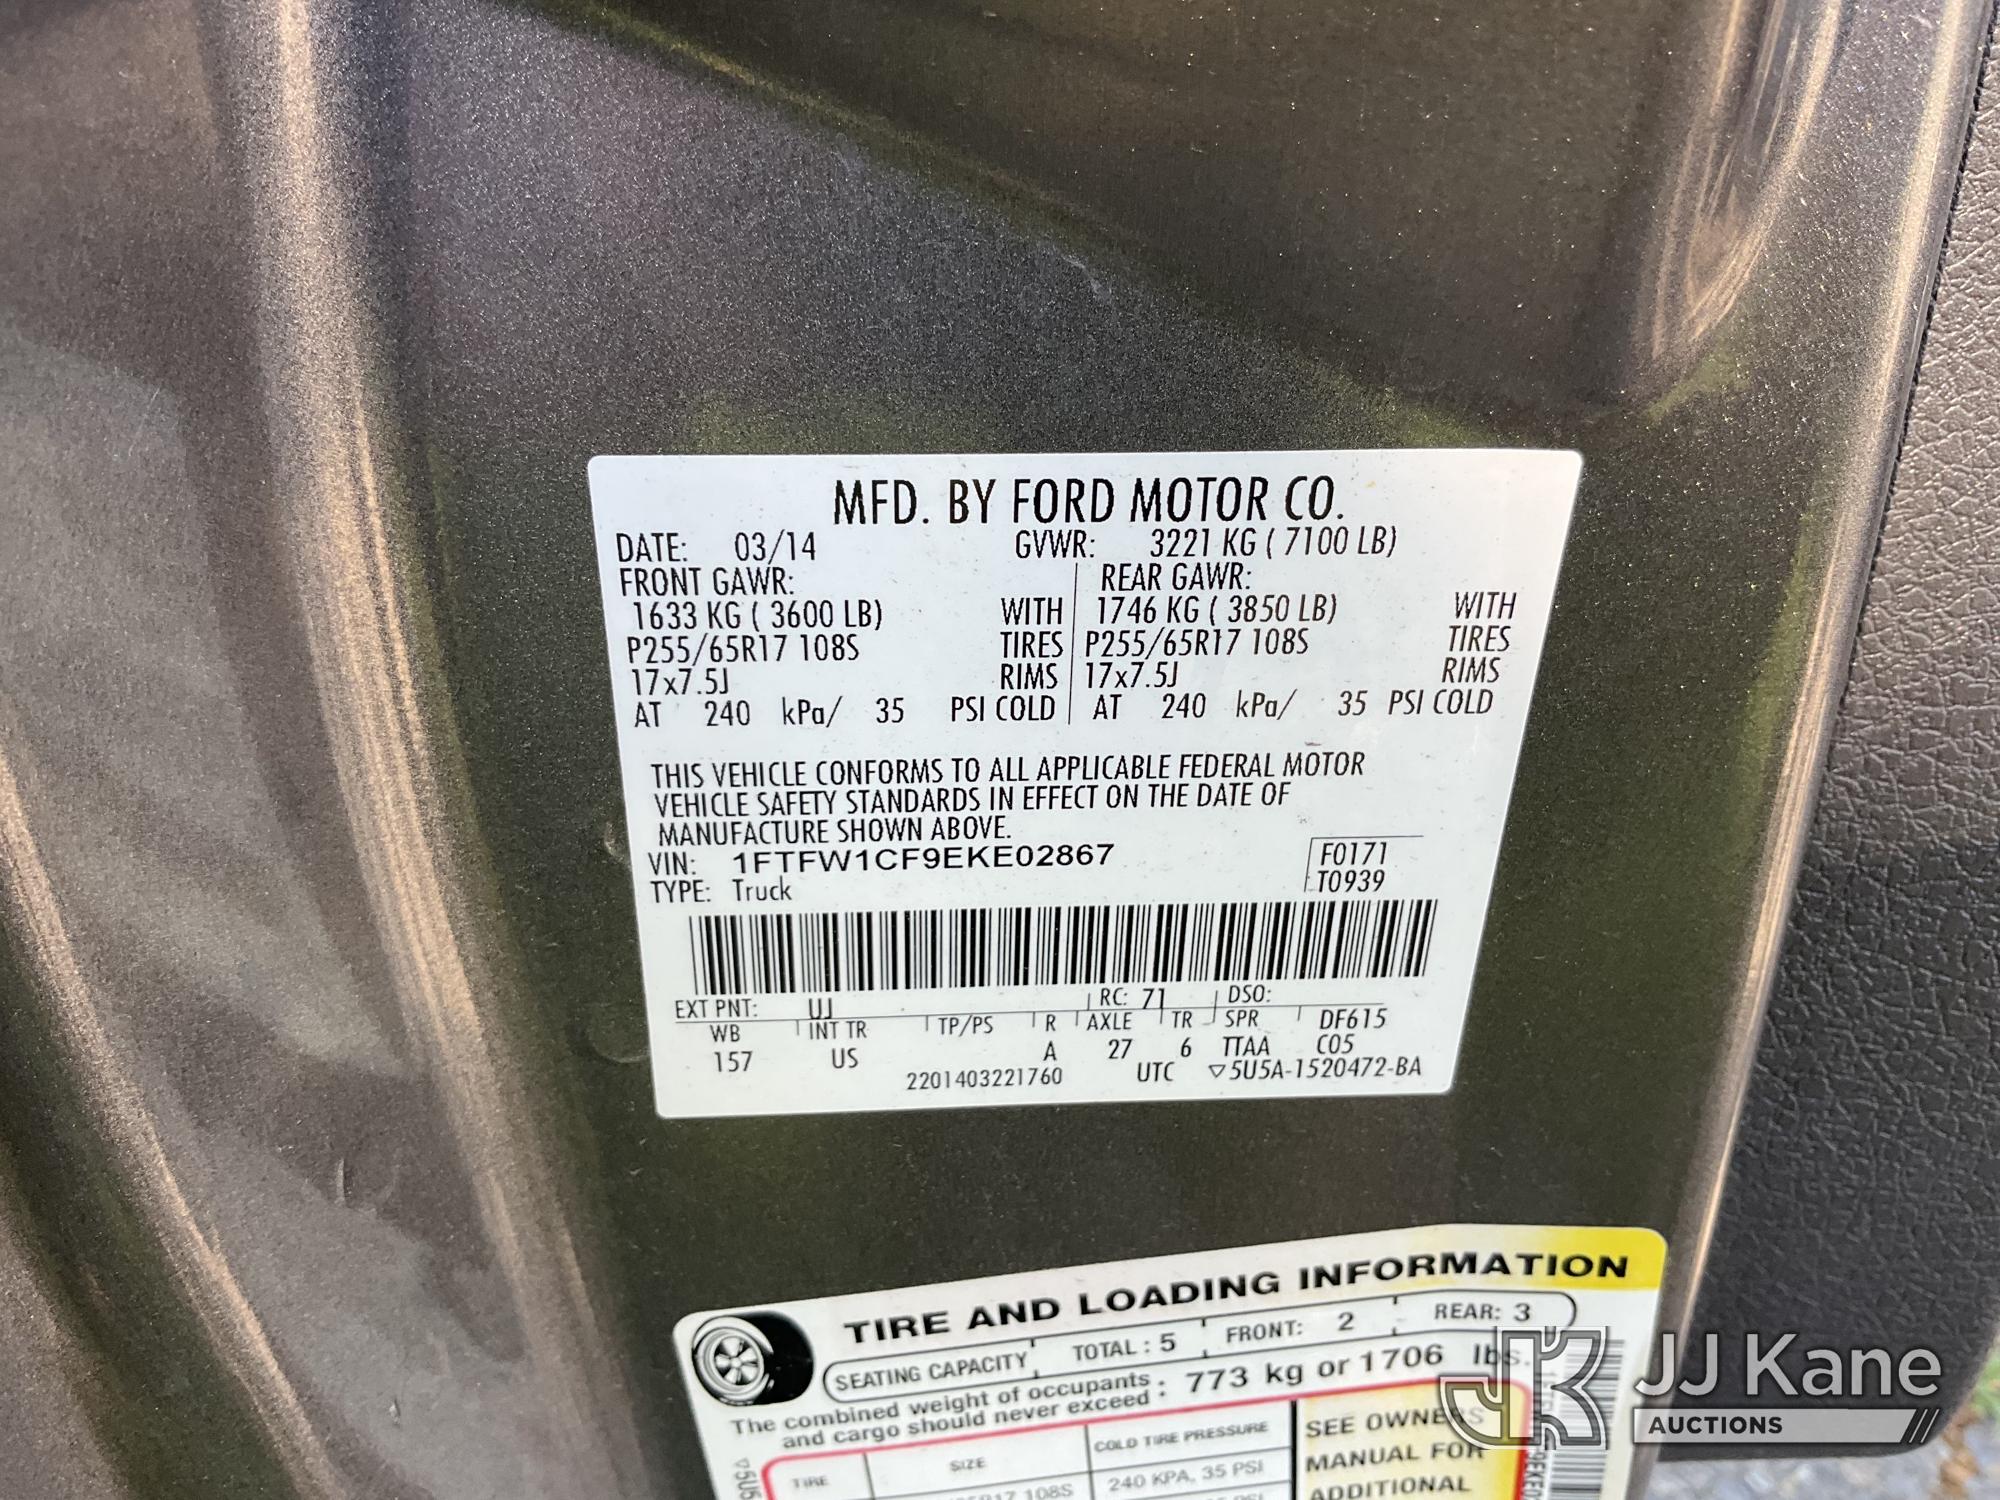 MFD. BY FORD MOTOR CO.
DATE: 03/14 GVWR: 3221 KG ( 7100 LB)
FRONT GAWR: REAR GAWR:
1633 KG ( 3600 LB) WITH 1746 KG ( 3850 LB) WITH
P255/65R17 108S TIRES P255/65R17 108S TIRES
17x7.5J RIMS 17x7.5J RIMS
AT 240 kPa/ 35 PSI COLD AT 240 kPa/ 35 PSI COLD
THIS VEHICLE CONFORMS TO ALL APPLICABLE FEDERAL MOTOR
VEHICLE SAFETY STANDARDS IN EFFECT ON THE DATE OF
MANUFACTURE SHOWN ABOVE.
VIN: 1FTFW1CF9EKE02867 F0171
TYPE: Truck T0939
EXT PNT: UJ RC: 71 DSO:
WB INT TR TP/PS R AXLE TR SPR DF615
157 US A 27 6 TTAA C05
2201403221760 UTC ▽5U5A-1520472-BA
TIRE AND LOADING INFORMATION
SEATING CAPACITY TOTAL : 5 FRONT: 2 REAR: 3
The combined weight of occupants : 773 kg or 1706 lbs.
and cargo should never exceed
TIRE SIZE COLD TIRE PRESSURE SEE OWNERS
MANUAL FOR
R17 108S 240 KPA, 35 PSI ADDITIONAL
▽5U5
JK JJ Kane
AUCTIONS